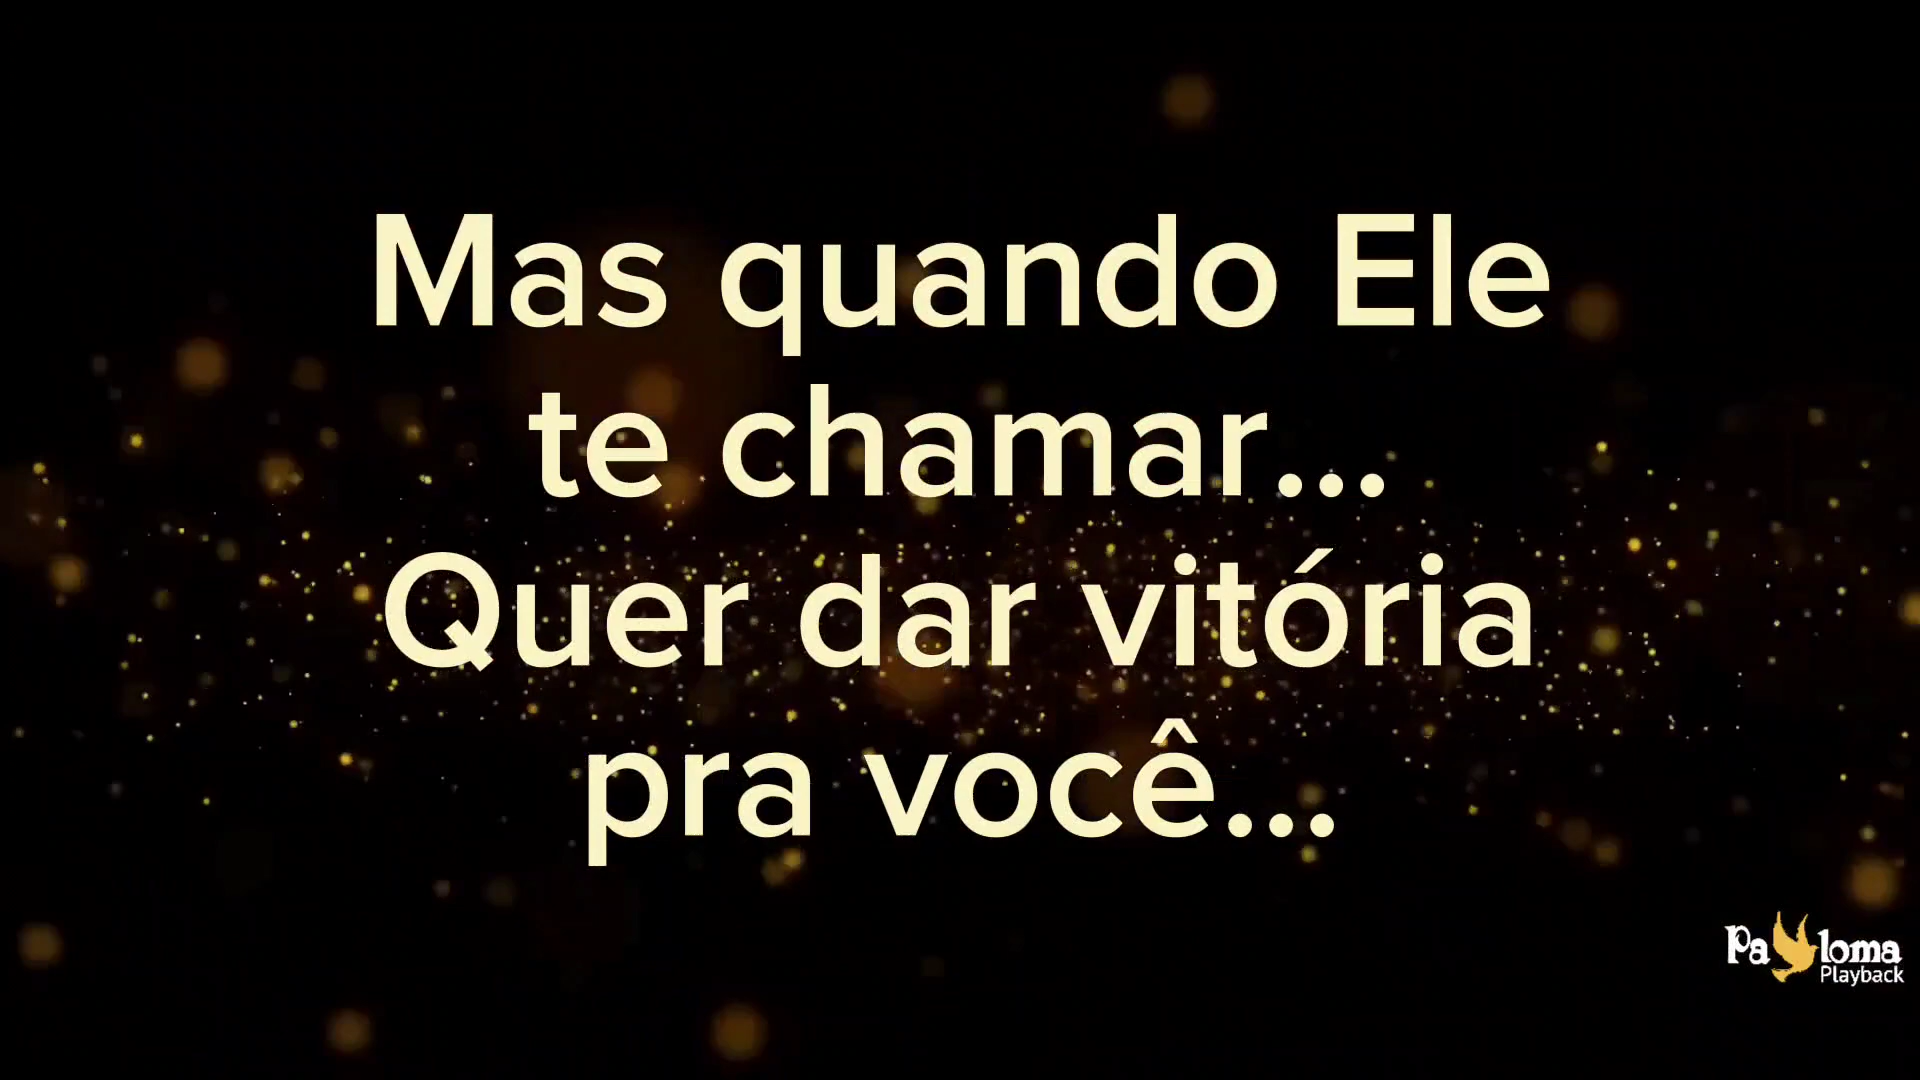 Mas quando Ele
te chamar...
Quer dar vitória
pra você...
Paloma
Playback